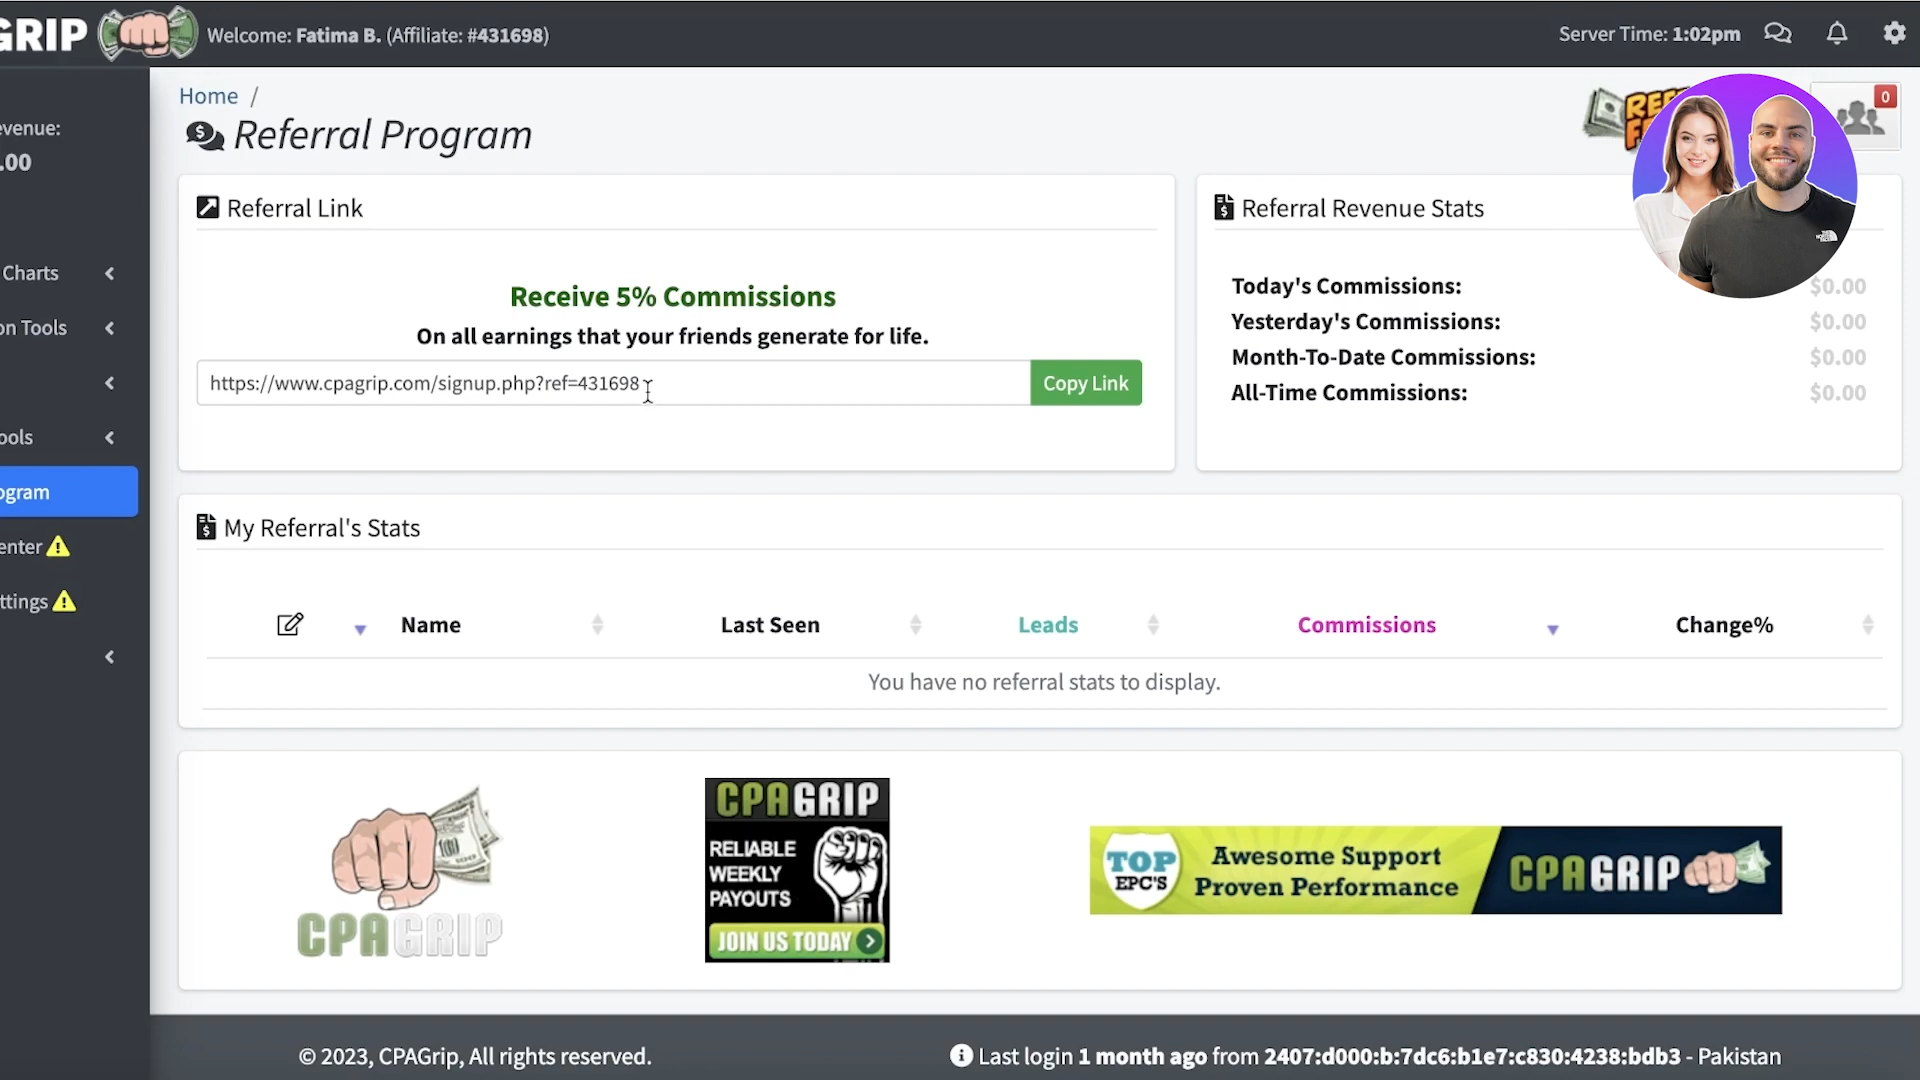 GRIP
Welcome: Fatima B. (Affiliate: #431698)
Server Time: 1:02pm
evenue:
.00
Charts
on Tools
ools
ogram
enter
ttings
Home /
Referral Program
0
Referral Link
Receive 5% Commissions
On all earnings that your friends generate for life.
https://www.cpagrip.com/signup.php?ref=431698
Copy Link
Referral Revenue Stats
Today's Commissions: $0.00
Yesterday's Commissions: $0.00
Month-To-Date Commissions: $0.00
All-Time Commissions: $0.00
My Referral's Stats
Name Last Seen Leads Commissions Change%
You have no referral stats to display.
CPAGRIP
CPAGRIP
RELIABLE
WEEKLY
PAYOUTS
JOIN US TODAY
TOP
EPC'S
Awesome Support
Proven Performance
CPAGRIP
© 2023, CPAGrip, All rights reserved.
Last login 1 month ago from 2407:d000:b:7dc6:b1e7:c830:4238:bdb3 - Pakistan